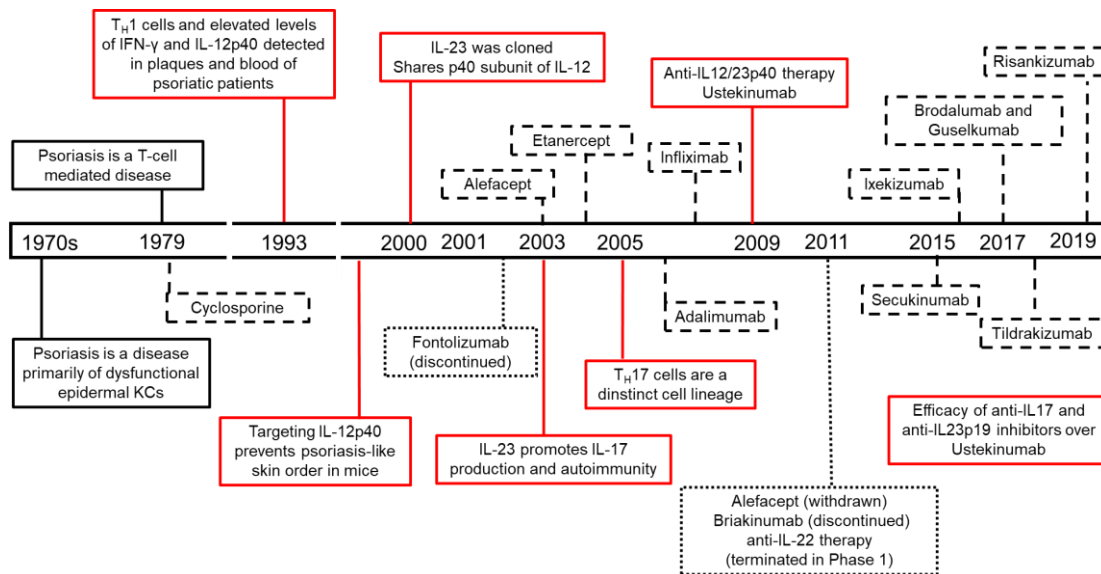 T_H1 cells and elevated levels
of IFN-γ and IL-12p40 detected
in plaques and blood of
psoriatic patients
IL-23 was cloned
Shares p40 subunit of IL-12
Anti-IL12/23p40 therapy
Ustekinumab
Risankizumab
Brodalumab and
Guselkumab
Psoriasis is a T-cell
mediated disease
Alefacept
Etanercept
Infliximab
Ixekizumab
1970s
1979
1993
2000
2001
2003
2005
2009
2011
2015
2017
2019
Cyclosporine
Fontolizumab
(discontinued)
Adalimumab
Secukinumab
Tildrakizumab
Psoriasis is a disease
primarily of dysfunctional
epidermal KCs
Targeting IL-12p40
prevents psoriasis-like
skin order in mice
IL-23 promotes IL-17
production and autoimmunity
T_H17 cells are a
dinstinct cell lineage
Efficacy of anti-IL17 and
anti-IL23p19 inhibitors over
Ustekinumab
Alefacept (withdrawn)
Briakinumab (discontinued)
anti-IL-22 therapy
(terminated in Phase 1)